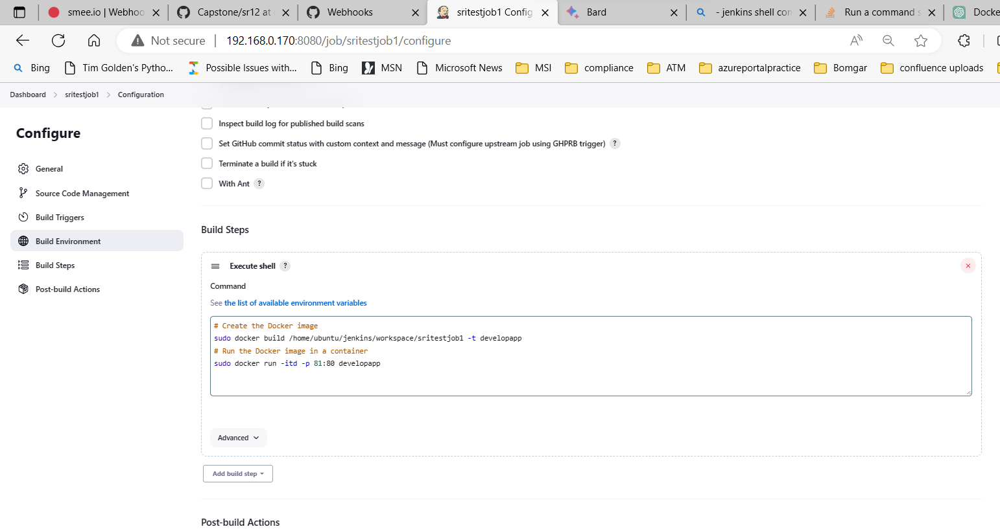 smee.io | Webhoo
Capstone/sr12 at
Webhooks
sritestjob1 Config
Bard
- jenkins shell con
Run a command s
Docke
Not secure
192.168.0.170:8080/job/sritestjob1/configure
Bing
Tim Golden's Pytho...
Possible Issues with...
Bing
MSN
Microsoft News
MSI
compliance
ATM
azureportalpractice
Bomgar
confluence uploads
Dashboard
sritestjob1
Configuration
Configure
General
Source Code Management
Build Triggers
Build Environment
Build Steps
Post-build Actions
Inspect build log for published build scans
Set GitHub commit status with custom context and message (Must configure upstream job using GHPRB trigger) ?
Terminate a build if it's stuck
With Ant ?
Build Steps
Execute shell ?
Command
See the list of available environment variables
# Create the Docker image
sudo docker build /home/ubuntu/jenkins/workspace/sritestjob1 -t developapp
# Run the Docker image in a container
sudo docker run -itd -p 81:80 developapp
Advanced
Add build step
Post-build Actions